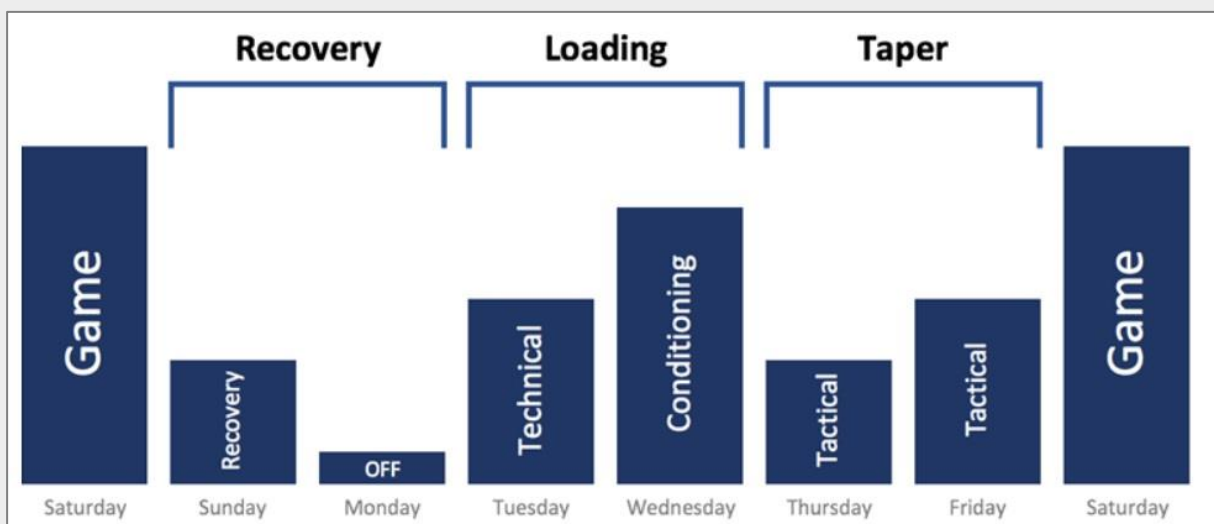 Recovery
Loading
Taper
Game
Recovery
OFF
Technical
Conditioning
Tactical
Tactical
Game
Saturday
Sunday
Monday
Tuesday
Wednesday
Thursday
Friday
Saturday